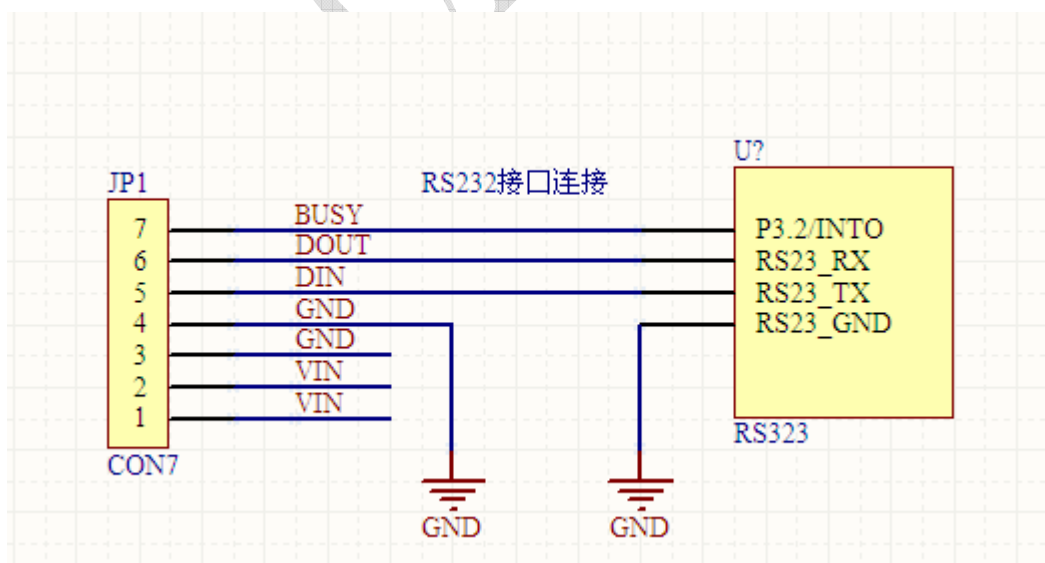 U?
JP1
RS232接口连接
7
BUSY
P3.2/INTO
6
DOUT
RS23_RX
5
DIN
RS23_TX
4
GND
RS23_GND
3
GND
2
VIN
1
VIN
RS323
CON7
GND
GND